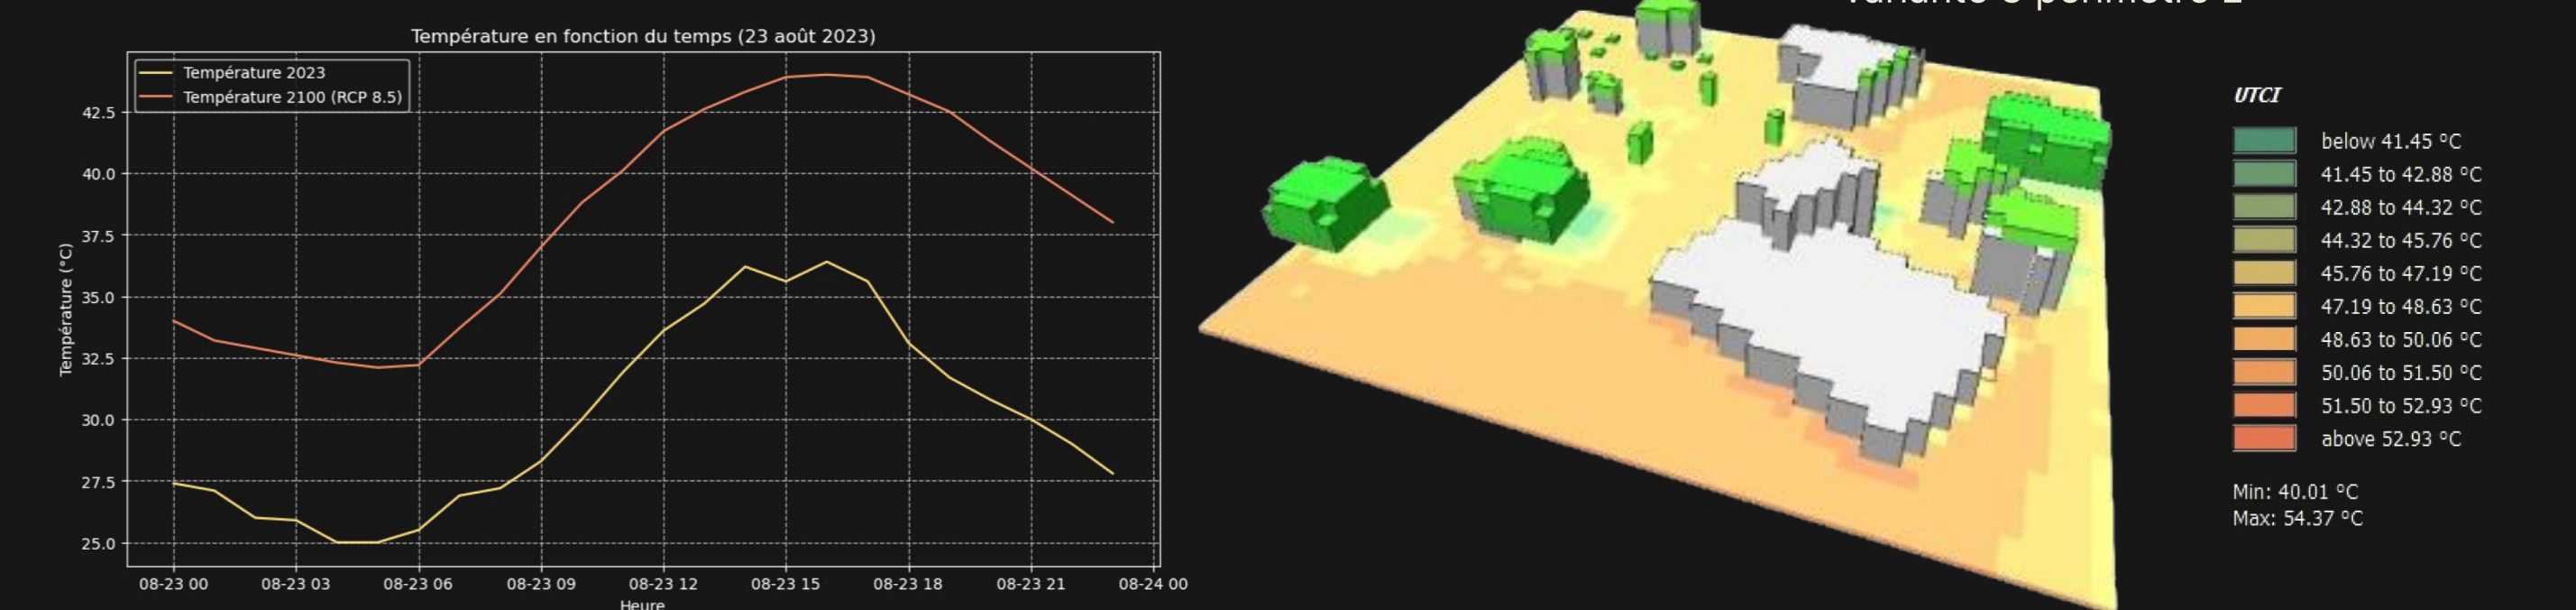 Température en fonction du temps (23 août 2023)
Température 2023
Température 2100 (RCP 8.5)
Température (°C)
42.5
40.0
37.5
35.0
32.5
30.0
27.5
25.0
08-23 00
08-23 03
08-23 06
08-23 09
08-23 12
08-23 15
08-23 18
08-23 21
08-24 00
Heure
UTCI
below 41.45 °C
41.45 to 42.88 °C
42.88 to 44.32 °C
44.32 to 45.76 °C
45.76 to 47.19 °C
47.19 to 48.63 °C
48.63 to 50.06 °C
50.06 to 51.50 °C
51.50 to 52.93 °C
above 52.93 °C
Min: 40.01 °C
Max: 54.37 °C